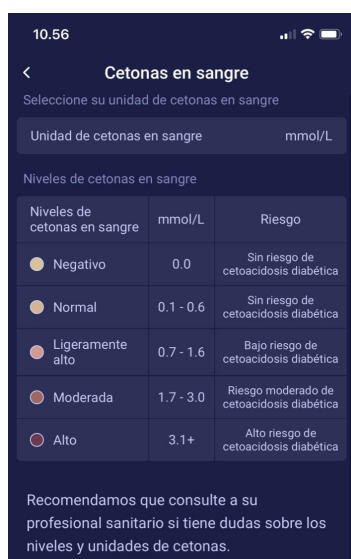 10.56
Cetonas en sangre
Seleccione su unidad de cetonas en sangre
Unidad de cetonas en sangre mmol/L
Niveles de cetonas en sangre
Niveles de
cetonas en sangre
mmol/L
Riesgo
Negativo
0.0
Sin riesgo de
cetoacidosis diabética
Normal
0.1 - 0.6
Sin riesgo de
cetoacidosis diabética
Ligeramente
alto
0.7 - 1.6
Bajo riesgo de
cetoacidosis diabética
Moderada
1.7 - 3.0
Riesgo moderado de
cetoacidosis diabética
Alto
3.1+
Alto riesgo de
cetoacidosis diabética
Recomendamos que consulte a su
profesional sanitario si tiene dudas sobre los
niveles y unidades de cetonas.